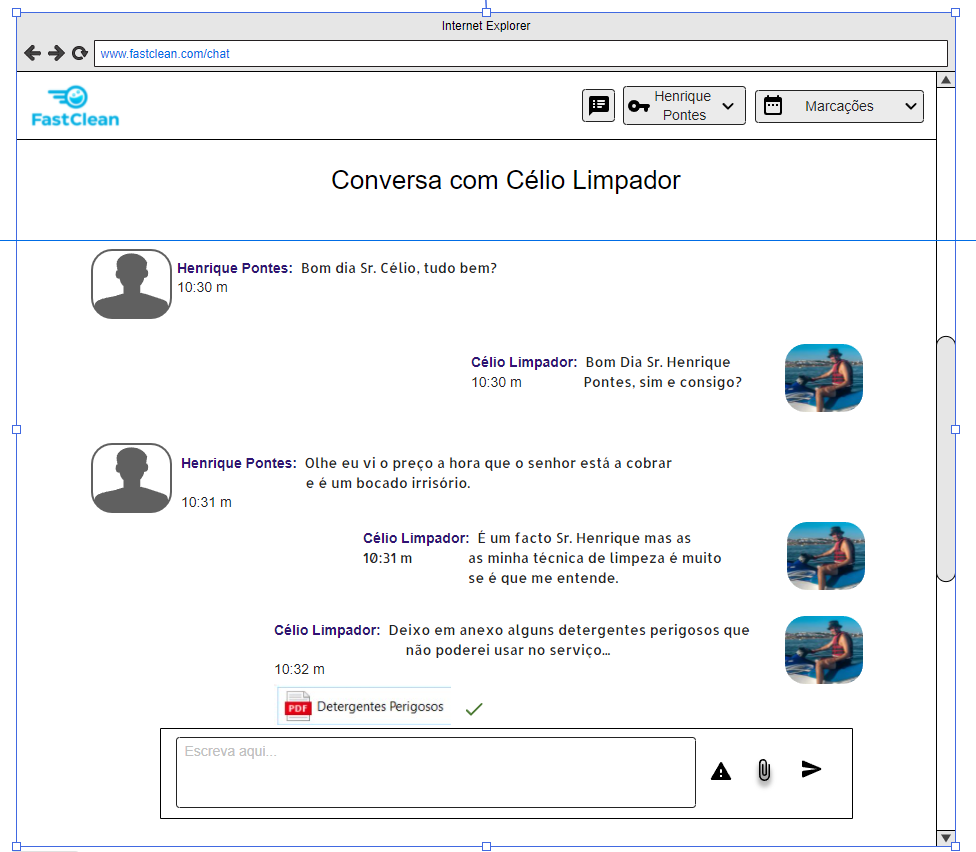 Internet Explorer
www.fastclean.com/chat
FastClean
Henrique
Pontes
Marcações
Conversa com Célio Limpador
Henrique Pontes: Bom dia Sr. Célio, tudo bem?
10:30 m
Célio Limpador: Bom Dia Sr. Henrique
10:30 m Pontes, sim e consigo?
Henrique Pontes: Olhe eu vi o preço a hora que o senhor está a cobrar
e é um bocado irrisório.
10:31 m
Célio Limpador: É um facto Sr. Henrique mas as
10:31 m as minha técnica de limpeza é muito
se é que me entende.
Célio Limpador: Deixo em anexo alguns detergentes perigosos que
não poderei usar no serviço...
10:32 m
PDF Detergentes Perigosos
Escreva aqui...